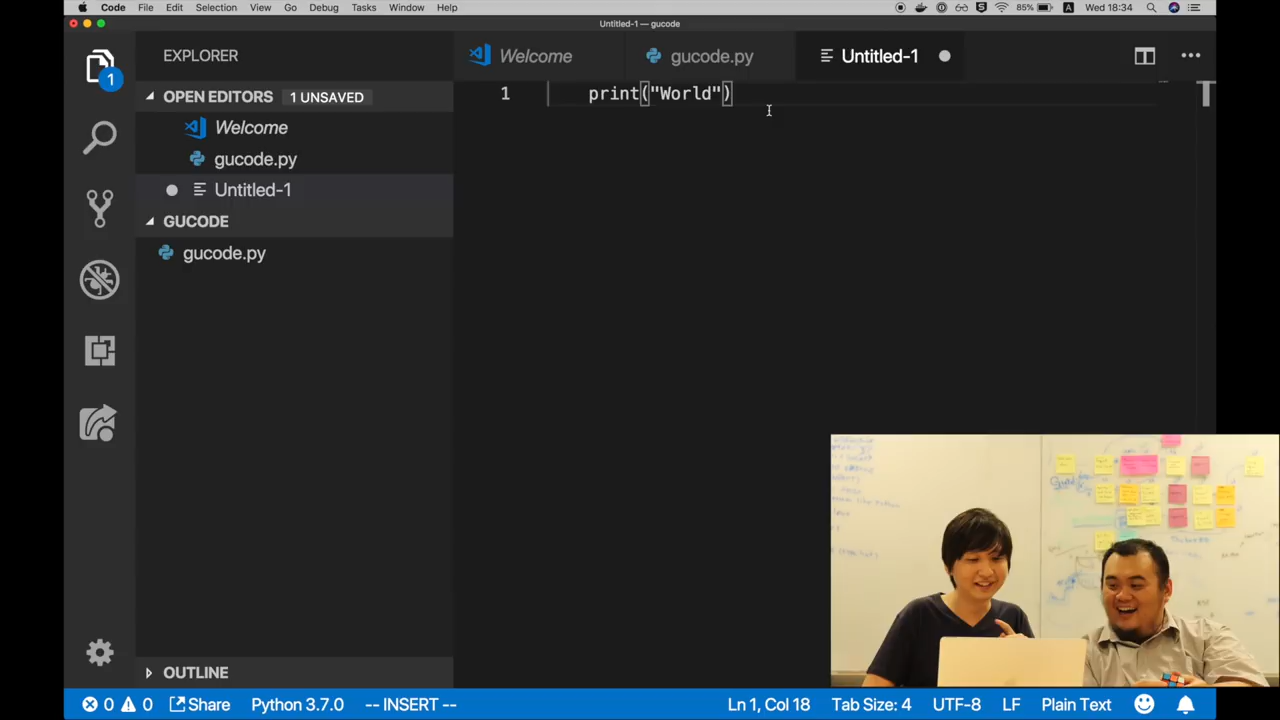 Code File Edit Selection View Go Debug Tasks Window Help 85% A Wed 18:34
Untitled-1 — gucode
EXPLORER
Welcome gucode.py Untitled-1
OPEN EDITORS 1 UNSAVED
Welcome
gucode.py
Untitled-1
GUCODE
gucode.py
OUTLINE
1
1 print("World")
0 0 Share Python 3.7.0 -- INSERT -- Ln 1, Col 18 Tab Size: 4 UTF-8 LF Plain Text